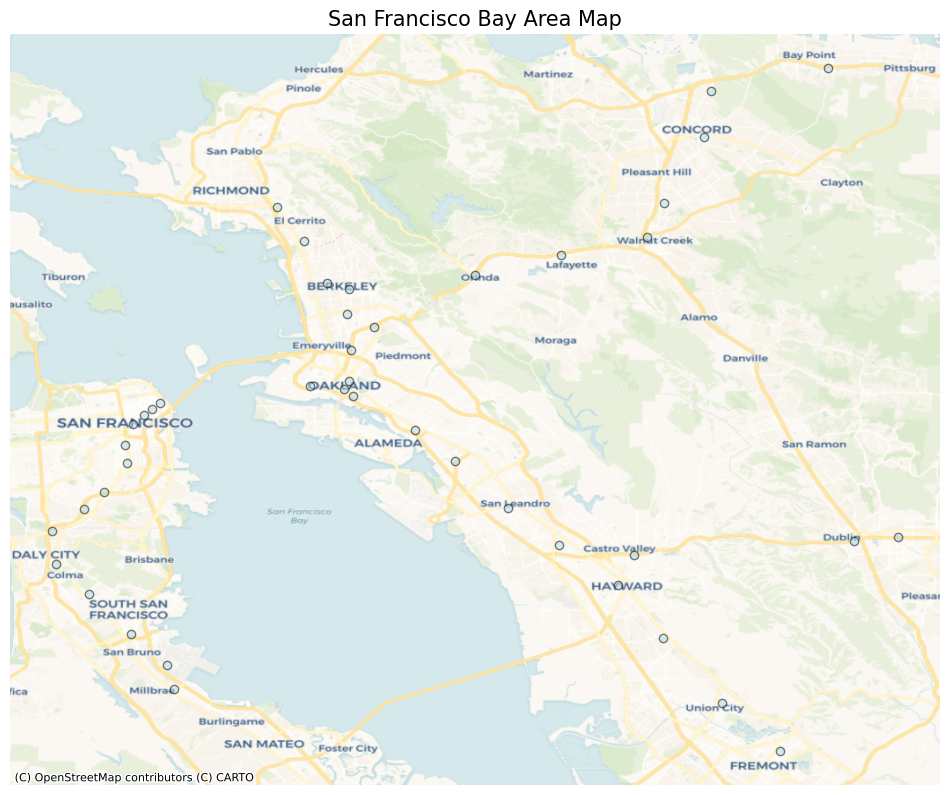 San Francisco Bay Area Map
Bay Point
Hercules
Martinez
Pittsburg
Pinole
CONCORD
San Pablo
Pleasant Hill
RICHMOND
Clayton
El Cerrito
Walnut Creek
Tiburon
Orinda
Lafayette
BERKELEY
ausalito
Alamo
Emeryville
Moraga
Piedmont
Danville
OAKLAND
SAN FRANCISCO
ALAMEDA
San Ramon
San Leandro
San Francisco
Bay
Dublin
DALY CITY
Castro Valley
Brisbane
Colma
HAYWARD
Pleasan
SOUTH SAN
FRANCISCO
San Bruno
fica
Millbrae
Union City
Burlingame
SAN MATEO
Foster City
FREMONT
(C) OpenStreetMap contributors (C) CARTO